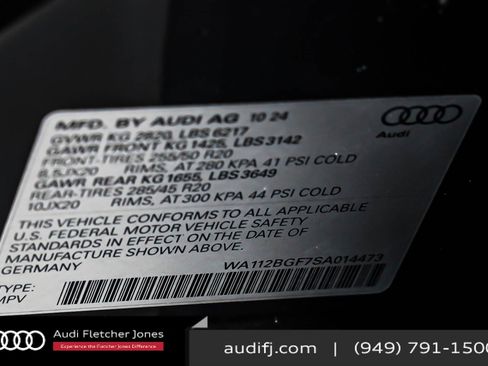 MFD. BY AUDI AG 10 24
GVWR KG 2820, LBS 6217
GAWR FRONT KG 1425, LBS 3142
FRONT-TIRES 255/50 R20
8.5JX20 RIMS, AT 280 KPA 41 PSI COLD
GAWR REAR KG 1655, LBS 3649
REAR-TIRES 285/45 R20
10JX20 RIMS, AT 300 KPA 44 PSI COLD
THIS VEHICLE CONFORMS TO ALL APPLICABLE
U.S. FEDERAL MOTOR VEHICLE SAFETY
STANDARDS IN EFFECT ON THE DATE OF
MANUFACTURE SHOWN ABOVE.
GERMANY WA112BGF7SA014473
TYPE:
MPV
Audi
Audi Fletcher Jones
Experience the Fletcher Jones Difference.
audifj.com | (949) 791-1500